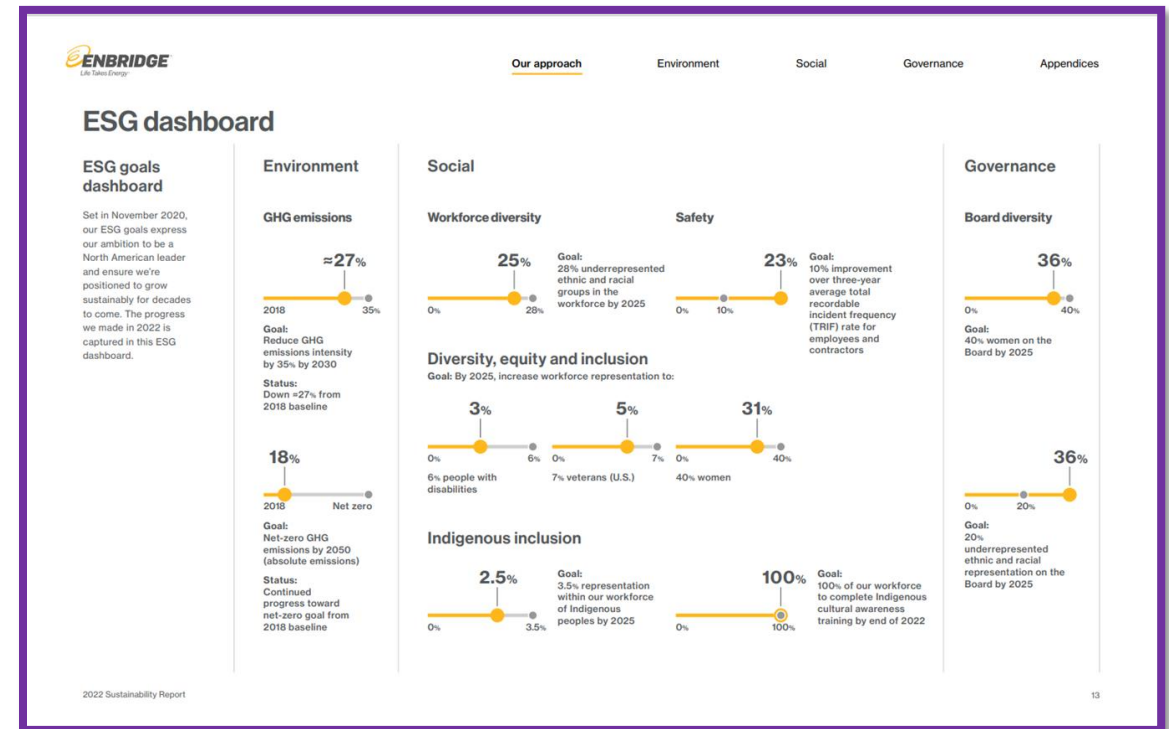 ENBRIDGE
Life Takes Energy
Our approach
Environment
Social
Governance
Appendices
ESG dashboard
ESG goals
dashboard
Set in November 2020,
our ESG goals express
our ambition to be a
North American leader
and ensure we're
positioned to grow
sustainably for decades
to come. The progress
we made in 2022 is
captured in this ESG
dashboard.
Environment
GHG emissions
≈27%
2018
35%
Goal:
Reduce GHG
emissions intensity
by 35% by 2030
Status:
Down ≈27% from
2018 baseline
18%
2018
Net zero
Goal:
Net-zero GHG
emissions by 2050
(absolute emissions)
Status:
Continued
progress toward
net-zero goal from
2018 baseline
Social
Workforce diversity
25%
0%
28%
Goal:
28% underrepresented
ethnic and racial
groups in the
workforce by 2025
Safety
23%
0%
10%
Goal:
10% improvement
over three-year
average total
recordable
incident frequency
(TRIF) rate for
employees and
contractors
Diversity, equity and inclusion
Goal: By 2025, increase workforce representation to:
3%
0%
6%
6% people with
disabilities
5%
0%
7%
7% veterans (U.S.)
31%
0%
40%
40% women
Indigenous inclusion
2.5%
0%
3.5%
Goal:
3.5% representation
within our workforce
of Indigenous
peoples by 2025
100%
0%
100%
Goal:
100% of our workforce
to complete Indigenous
cultural awareness
training by end of 2022
Governance
Board diversity
36%
0%
40%
Goal:
40% women on the
Board by 2025
36%
0%
20%
Goal:
20%
underrepresented
ethnic and racial
representation on the
Board by 2025
2022 Sustainability Report
13